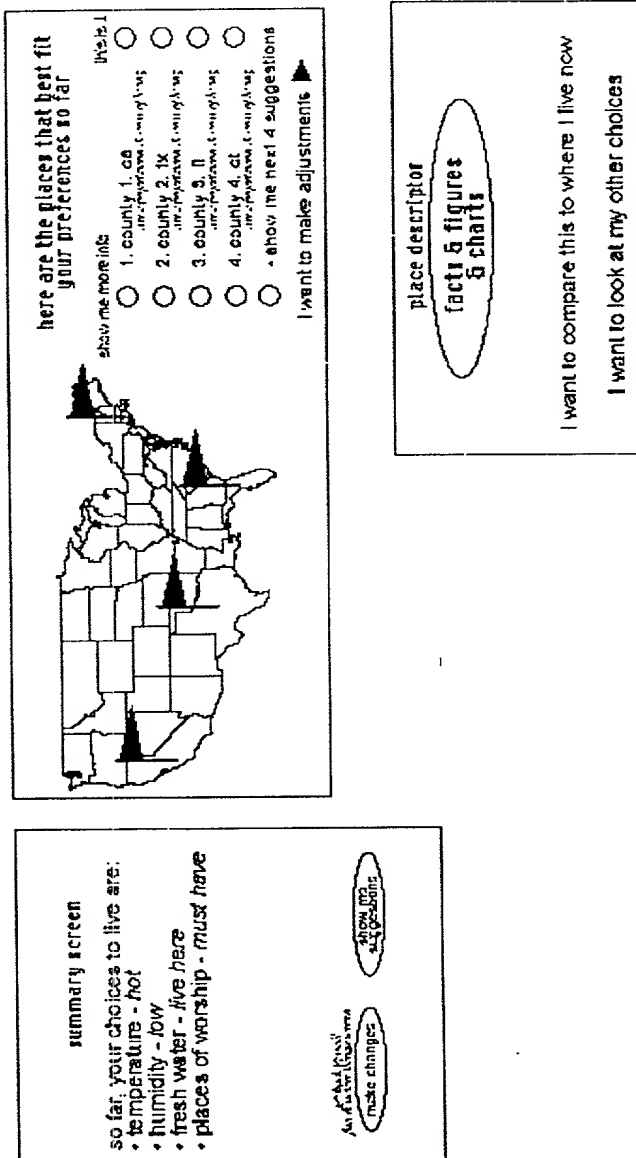 summary screen
so far, your choices to live are:
• temperature - hot
• humidity - low
• fresh water - live here
• places of worship - must have
make changes
show me
suggestions
here are the places that best fit
your preferences so far
show me more info
this is it
1. county 1, ca
2. county 2, tx
3. county 3, fl
4. county 4, ct
• show me next 4 suggestions
I want to make adjustments
place descriptor
facts & figures
& charts
I want to compare this to where I live now
I want to look at my other choices